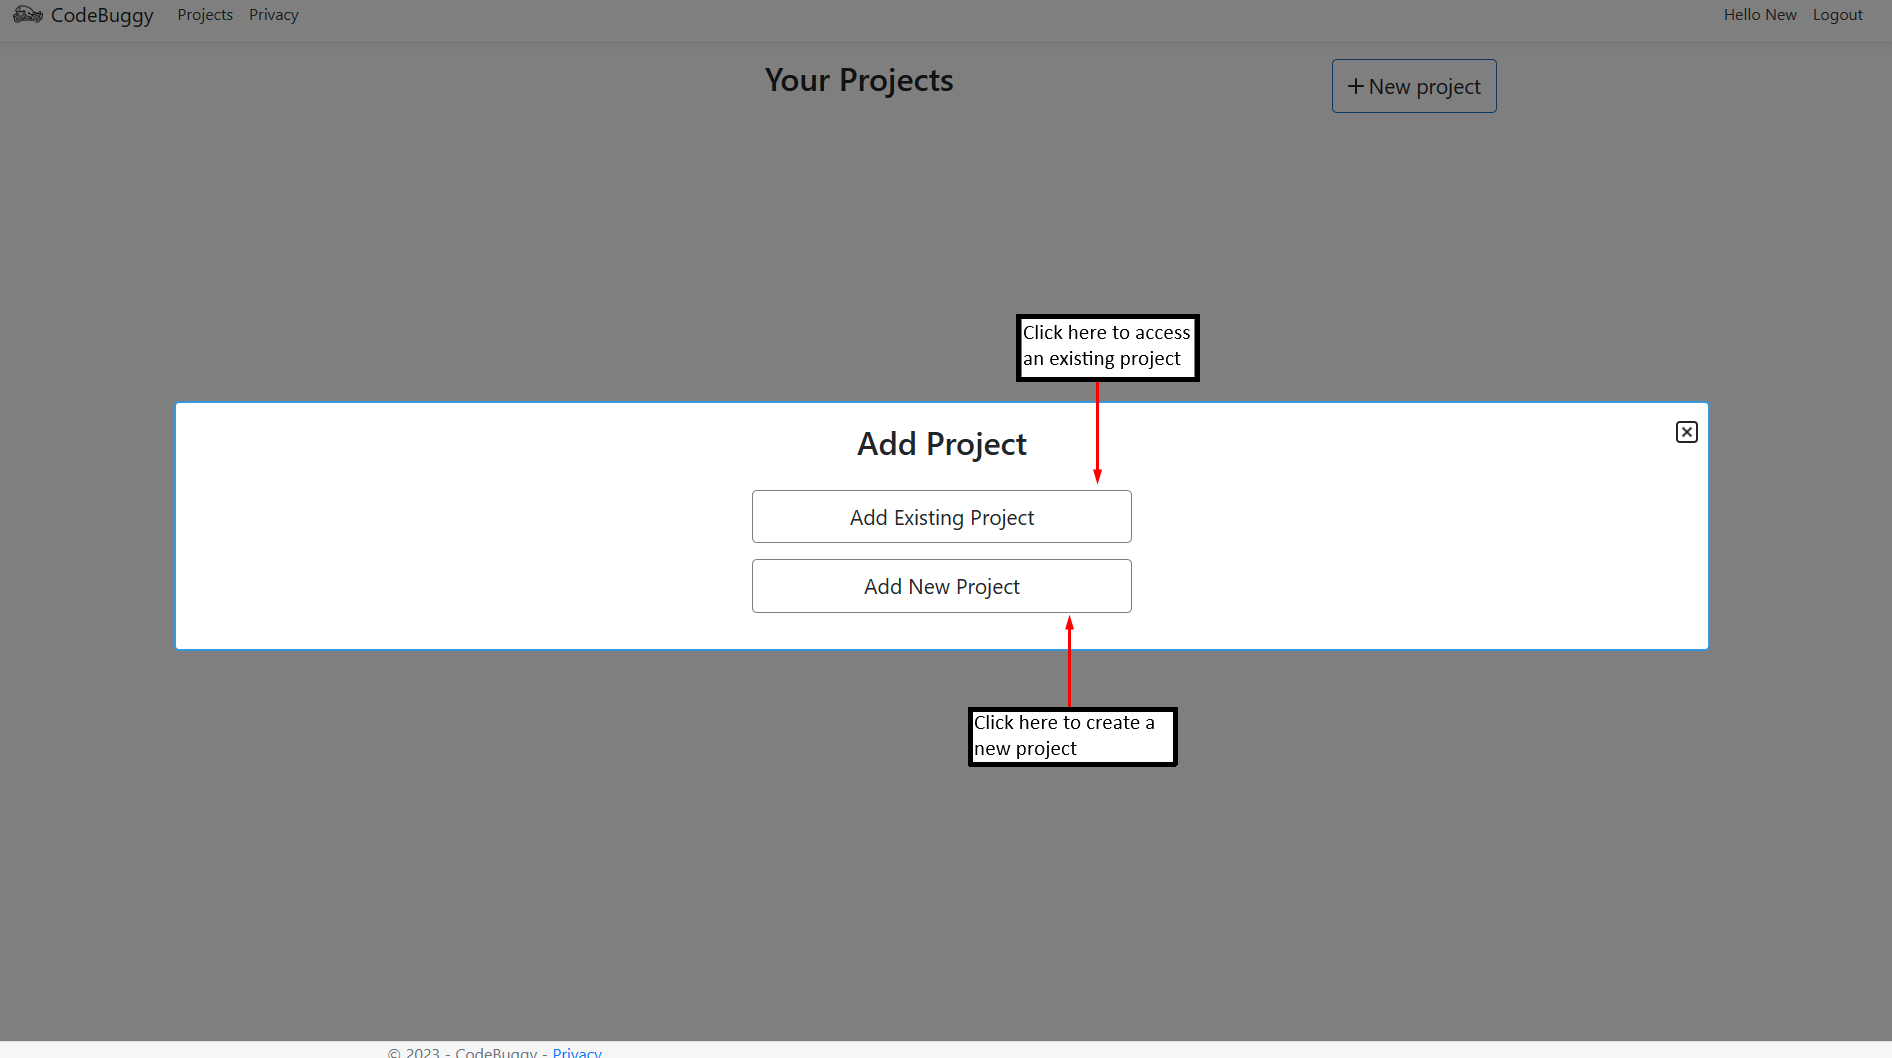 CodeBuggy Projects Privacy Hello New Logout
Your Projects
New project
Click here to access
an existing project
Add Project
Add Existing Project
Add New Project
Click here to create a
new project
© 2023 - CodeBuggy - Privacy